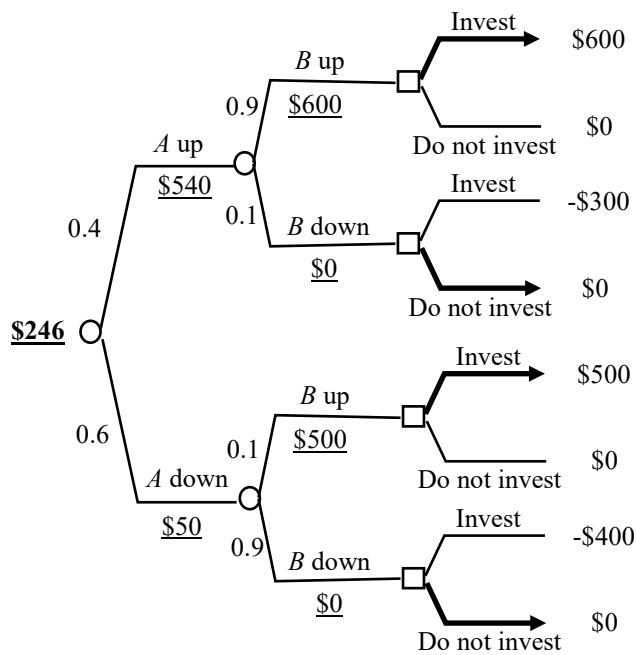 Invest
$600
B up
0.9
$600
$0
Do not invest
A up
$540
Invest
-$300
0.1
B down
0.4
$0
$0
Do not invest
$246
Invest
$500
B up
0.6
0.1
$500
$0
Do not invest
A down
Invest
$50
-$400
0.9
B down
$0
$0
Do not invest